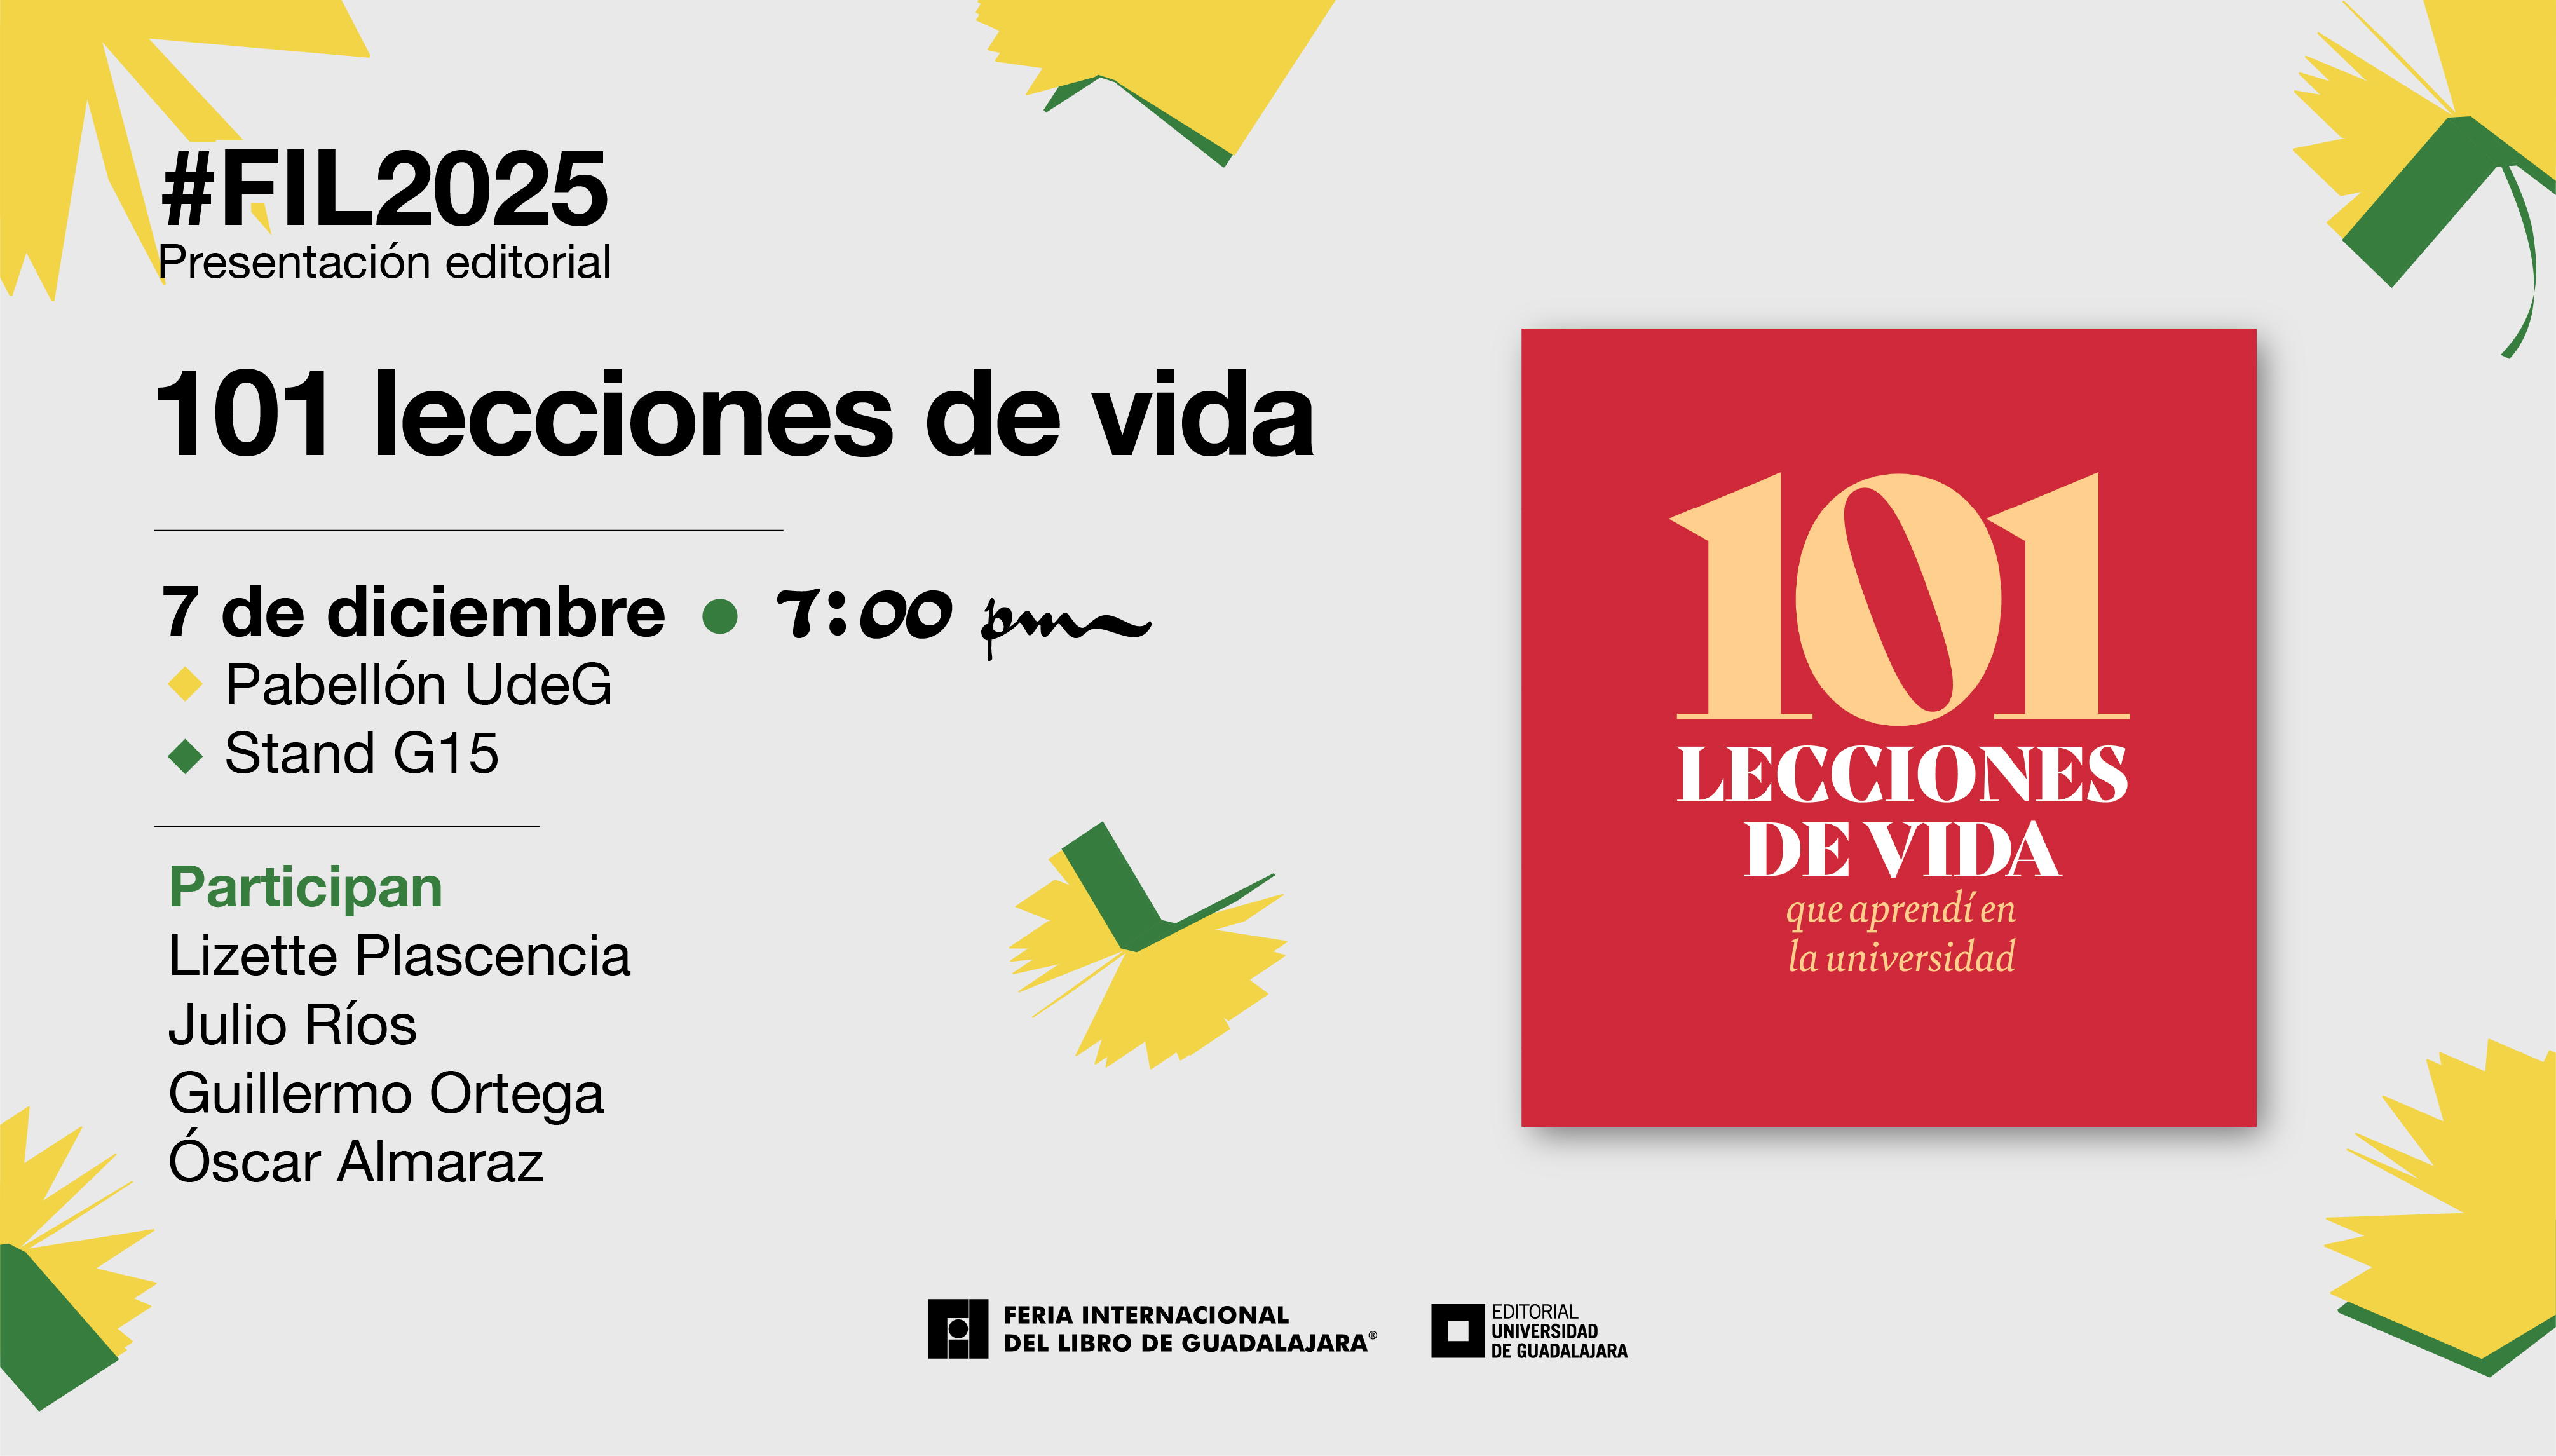 #FIL2025
Presentación editorial
101 lecciones de vida
7 de diciembre ● 7:00 pm
Pabellón UdeG
Stand G15
Participan
Lizette Plascencia
Julio Ríos
Guillermo Ortega
Óscar Almaraz
101
LECCIONES
DE VIDA
que aprendí en
la universidad
FERIA INTERNACIONAL
DEL LIBRO DE GUADALAJARA®
EDITORIAL
UNIVERSIDAD
DE GUADALAJARA